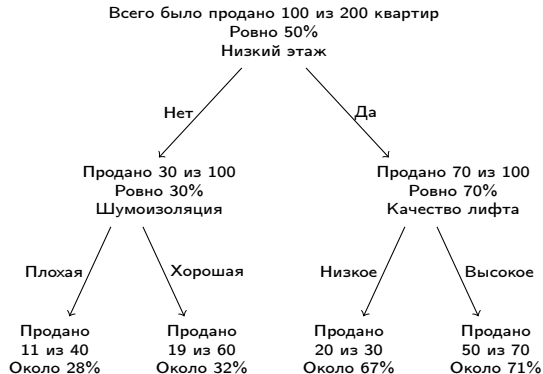 Всего было продано 100 из 200 квартир
Ровно 50%
Низкий этаж
Нет
Да
Продано 30 из 100
Ровно 30%
Шумоизоляция
Продано 70 из 100
Ровно 70%
Качество лифта
Плохая
Хорошая
Низкое
Высокое
Продано
11 из 40
Около 28%
Продано
19 из 60
Около 32%
Продано
20 из 30
Около 67%
Продано
50 из 70
Около 71%